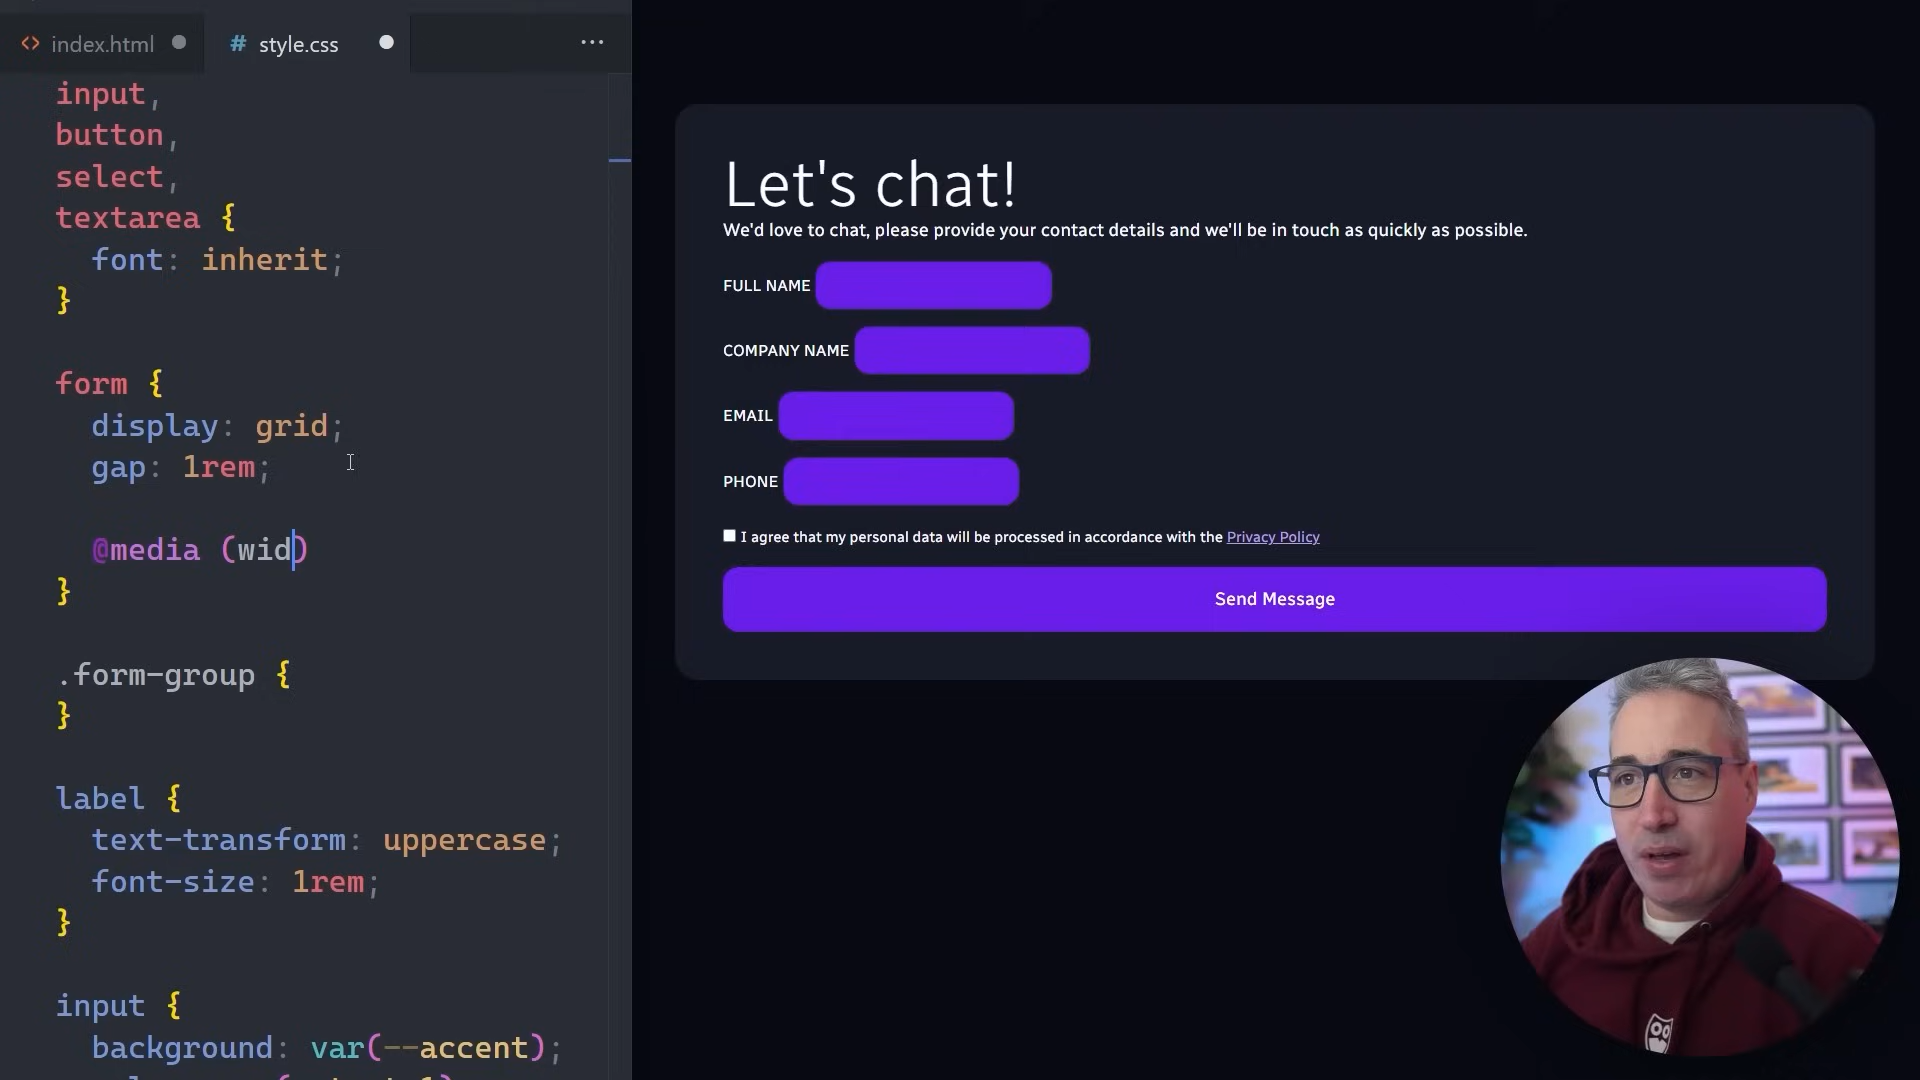 index.html
style.css
input,
button,
select,
textarea {
font: inherit;
}
form {
display: grid;
gap: 1rem;
@media (wid)
}
.form-group {
}
label {
text-transform: uppercase;
font-size: 1rem;
}
input {
background: var(--accent);
Let's chat!
We'd love to chat, please provide your contact details and we'll be in touch as quickly as possible.
FULL NAME
COMPANY NAME
EMAIL
PHONE
I agree that my personal data will be processed in accordance with the Privacy Policy
Send Message